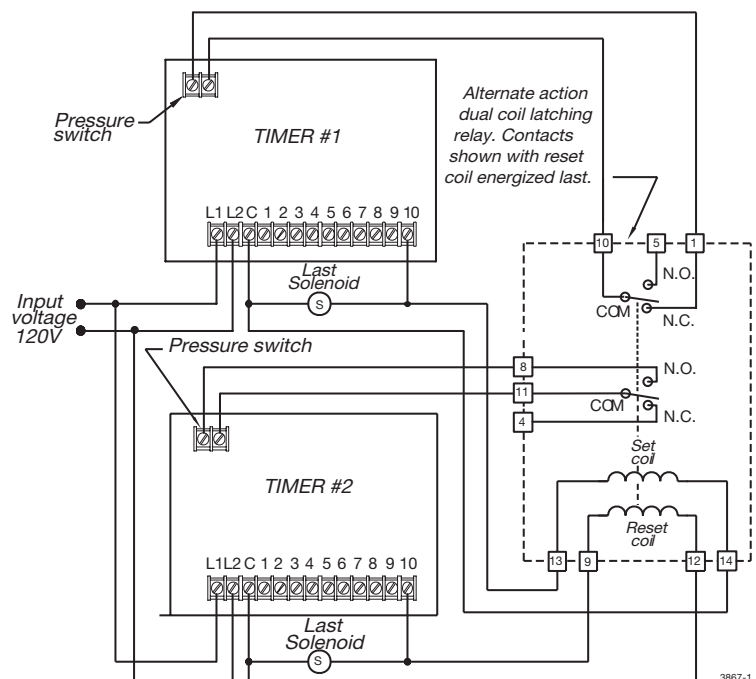 Pressure
switch
TIMER #1
L1 L2 C 1 2 3 4 5 6 7 8 9 10
Last
Solenoid
S
Alternate action
dual coil latching
relay. Contacts
shown with reset
coil energized last.
10 5 1
N.O.
COM
N.C.
Input
voltage
120V
Pressure switch
8
11
4
N.O.
COM
N.C.
TIMER #2
L1 L2 C 1 2 3 4 5 6 7 8 9 10
Last
Solenoid
S
Set
coil
Reset
coil
13 9 12 14
3867-1